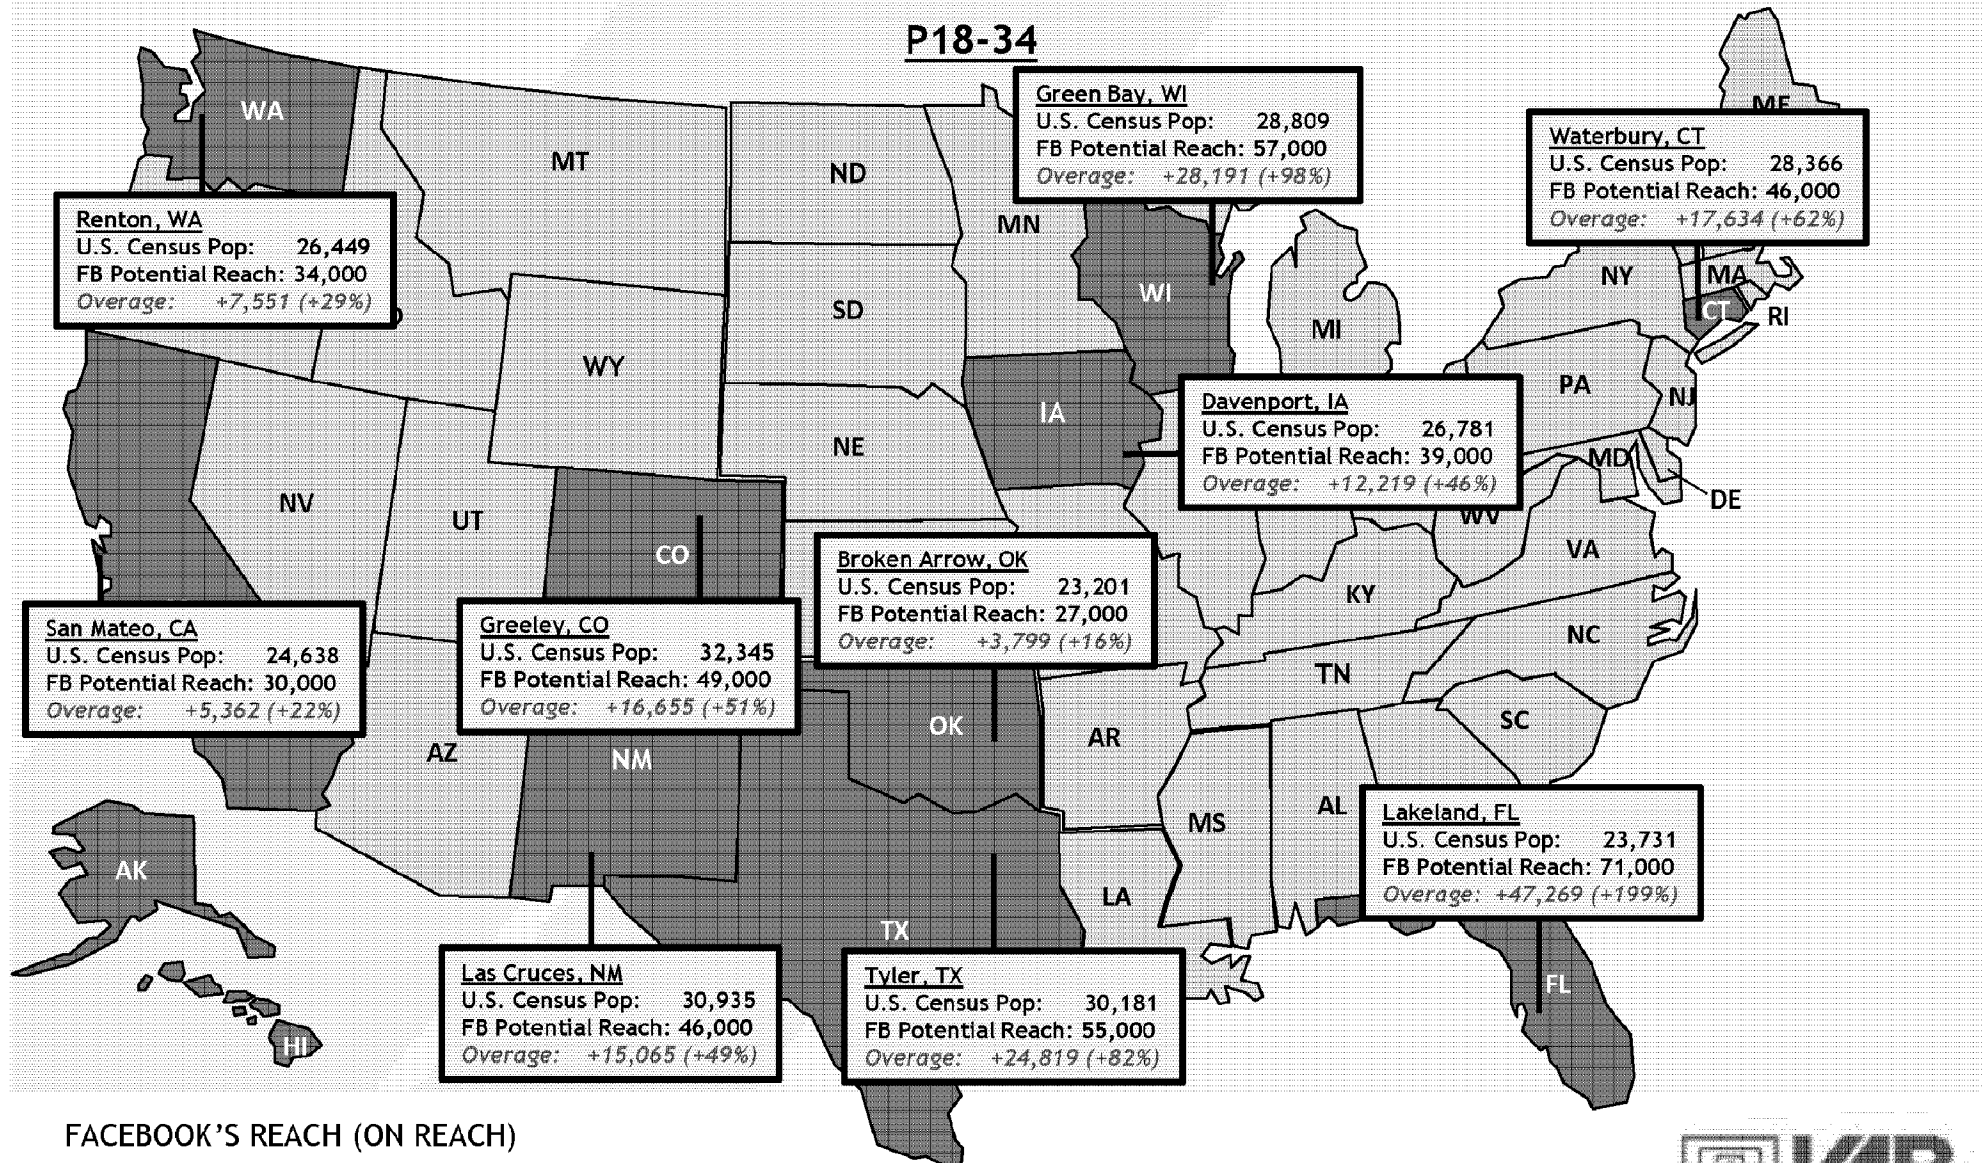 P18-34
Green Bay, WI
U.S. Census Pop: 28,809
FB Potential Reach: 57,000
Overage: +28,191 (+98%)
Waterbury, CT
U.S. Census Pop: 28,366
FB Potential Reach: 46,000
Overage: +17,634 (+62%)
Renton, WA
U.S. Census Pop: 26,449
FB Potential Reach: 34,000
Overage: +7,551 (+29%)
Davenport, IA
U.S. Census Pop: 26,781
FB Potential Reach: 39,000
Overage: +12,219 (+46%)
Broken Arrow, OK
U.S. Census Pop: 23,201
FB Potential Reach: 27,000
Overage: +3,799 (+16%)
San Mateo, CA
U.S. Census Pop: 24,638
FB Potential Reach: 30,000
Overage: +5,362 (+22%)
Greeley, CO
U.S. Census Pop: 32,345
FB Potential Reach: 49,000
Overage: +16,655 (+51%)
Lakeland, FL
U.S. Census Pop: 23,731
FB Potential Reach: 71,000
Overage: +47,269 (+199%)
Las Cruces, NM
U.S. Census Pop: 30,935
FB Potential Reach: 46,000
Overage: +15,065 (+49%)
Tyler, TX
U.S. Census Pop: 30,181
FB Potential Reach: 55,000
Overage: +24,819 (+82%)
WA
MT
ND
MN
ME
SD
WI
MI
NY
MA
CT
RI
WY
NE
IA
PA
NJ
MD
DE
NV
UT
CO
WV
VA
KY
NC
TN
SC
AZ
NM
OK
AR
MS
AL
LA
TX
FL
AK
HI
FACEBOOK'S REACH (ON REACH)